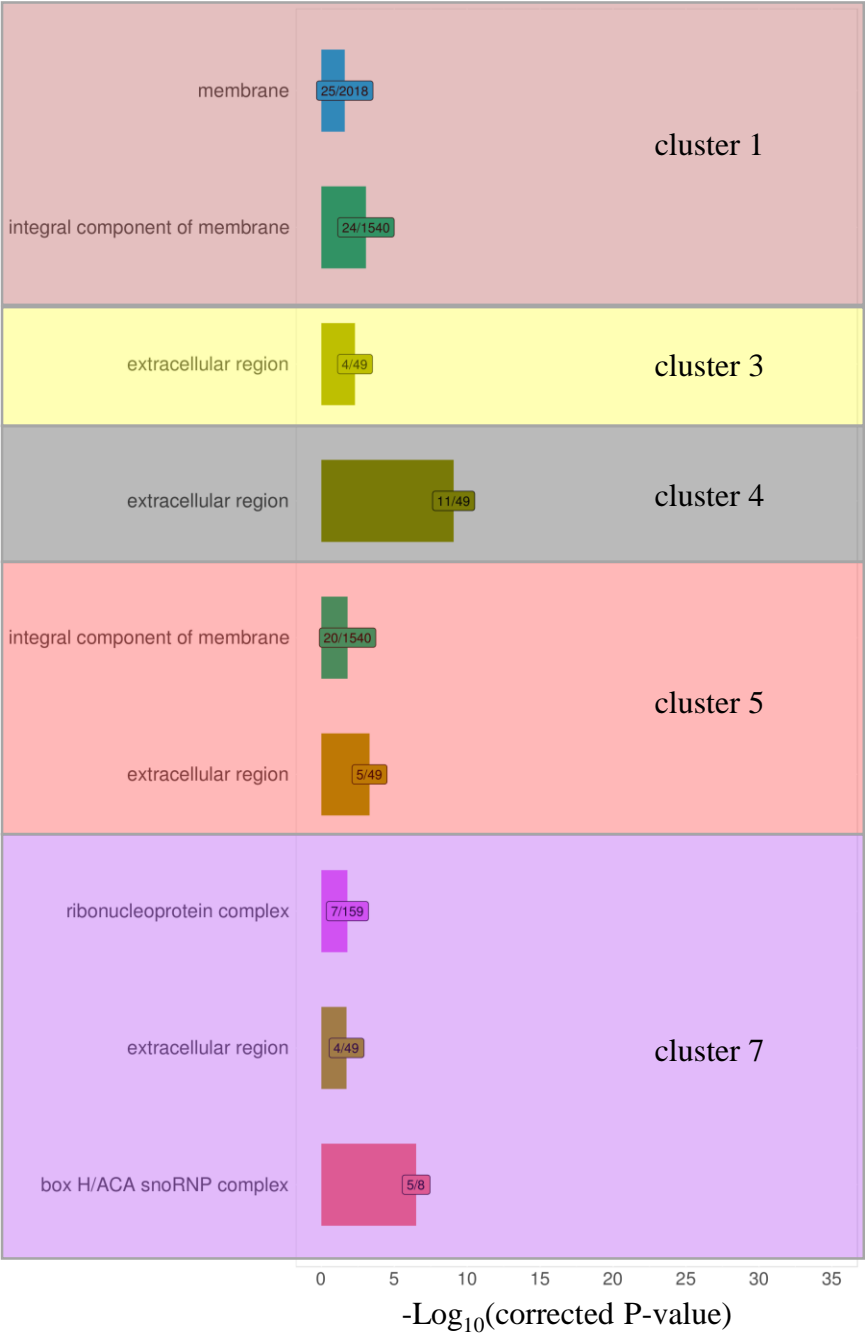 membrane 25/2018
cluster 1
integral component of membrane 24/1540
extracellular region 4/49 cluster 3
extracellular region 11/49 cluster 4
integral component of membrane 20/1540
cluster 5
extracellular region 5/49
ribonucleoprotein complex 7/159
extracellular region 4/49 cluster 7
box H/ACA snoRNP complex 5/8
0 5 10 15 20 25 30 35
-Log10(corrected P-value)